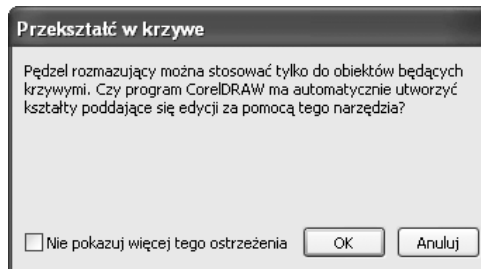 Przekształć w krzywe
Pędzel rozmazujący można stosować tylko do obiektów będących
krzywymi. Czy program CorelDRAW ma automatycznie utworzyć
kształty poddające się edycji za pomocą tego narzędzia?
Nie pokazuj więcej tego ostrzeżenia OK Anuluj